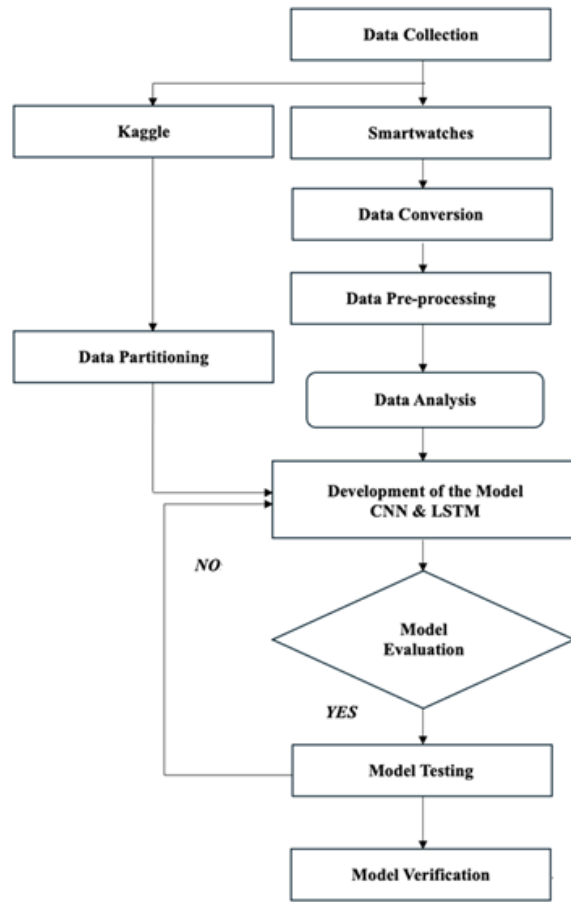 Data Collection
Kaggle
Smartwatches
Data Conversion
Data Pre-processing
Data Partitioning
Data Analysis
Development of the Model
CNN & LSTM
NO
Model
Evaluation
YES
Model Testing
Model Verification